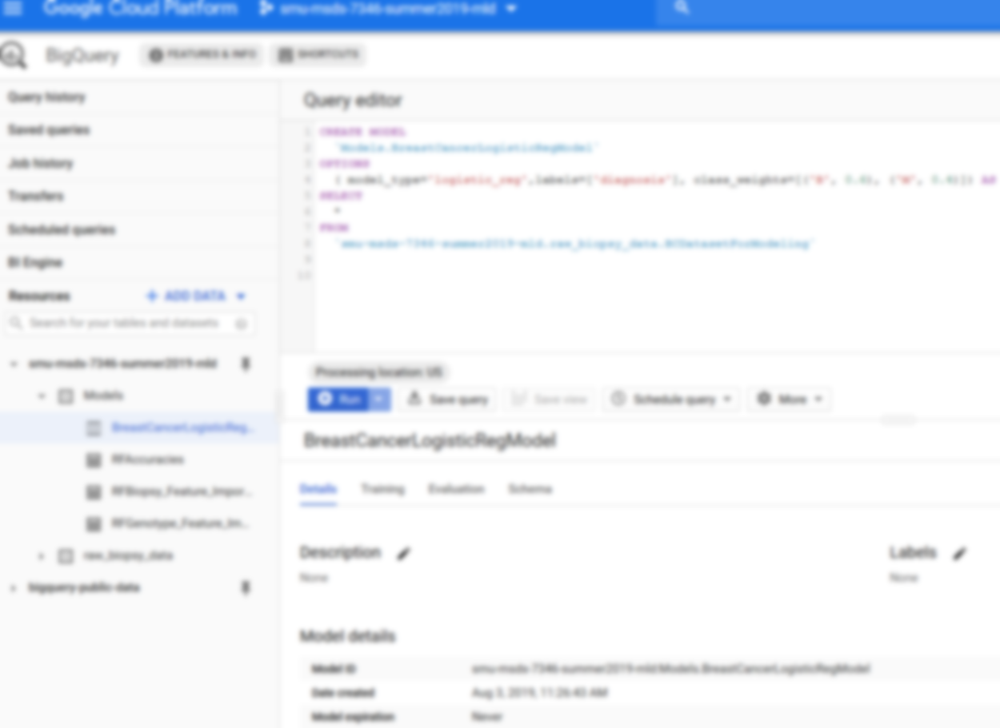 Google Cloud Platform
smu-msds-7346-summer2019-mld
BigQuery
FEATURES & INFO
SHORTCUTS
Query history
Saved queries
Job history
Transfers
Scheduled queries
BI Engine
Resources
+ ADD DATA
Search for your tables and datasets
smu-msds-7346-summer2019-mld
Models
BreastCancerLogisticReg...
RFAccuracies
RFBiopsy_Feature_Impor...
RFGenotype_Feature_Im...
raw_biopsy_data
bigquery-public-data
Query editor
1 CREATE MODEL
2 `Models.BreastCancerLogisticRegModel`
3 OPTIONS
4 ( model_type="logistic_reg",labels=["diagnosis"], class_weights=[("B", 0.6), ("M", 0.4)]) AS
5 SELECT
6 *
7 FROM
8 `smu-msds-7346-summer2019-mld.raw_biopsy_data.BCDatasetForModeling`
9
10
Processing location: US
Run
Save query
Save view
Schedule query
More
BreastCancerLogisticRegModel
Details
Training
Evaluation
Schema
Description
None
Labels
None
Model details
Model ID smu-msds-7346-summer2019-mld:Models.BreastCancerLogisticRegModel
Date created Aug 3, 2019, 11:26:43 AM
Model expiration Never